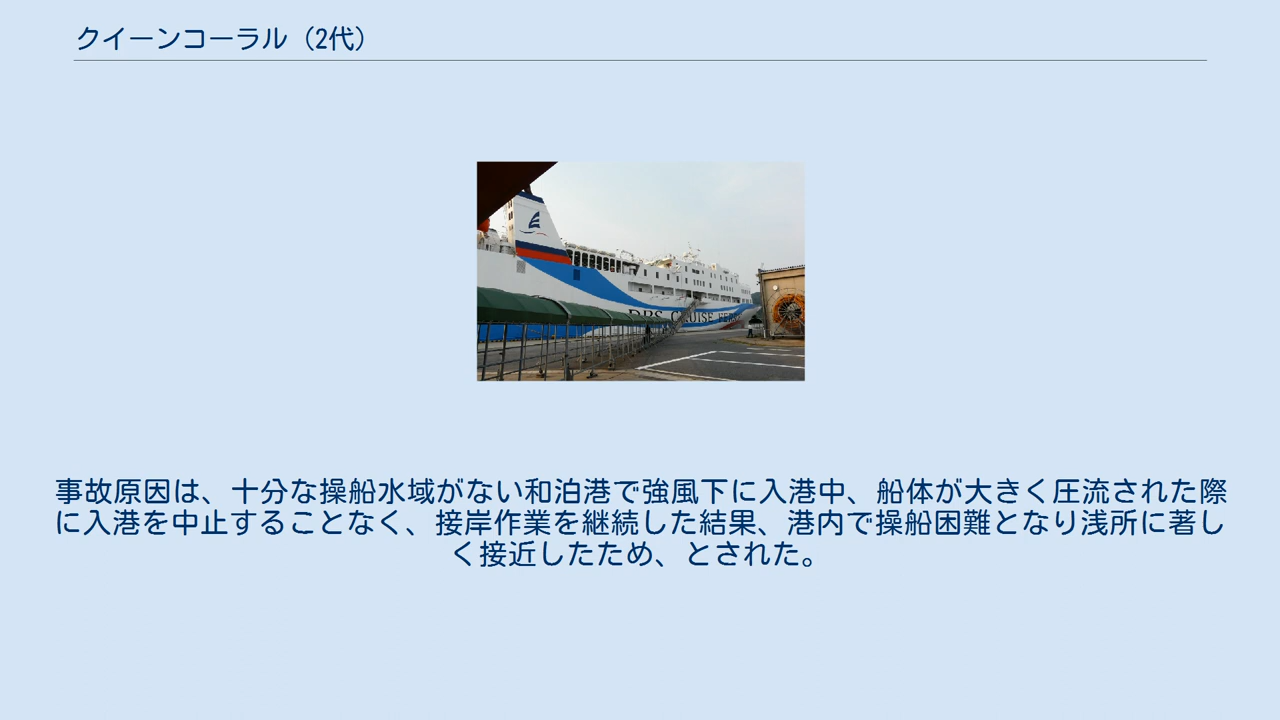 クイーンコーラル（2代）
DBS CRUISE FERRY
事故原因は、十分な操船水域がない和泊港で強風下に入港中、船体が大きく圧流された際
に入港を中止することなく、接岸作業を継続した結果、港内で操船困難となり浅所に著し
く接近したため、とされた。